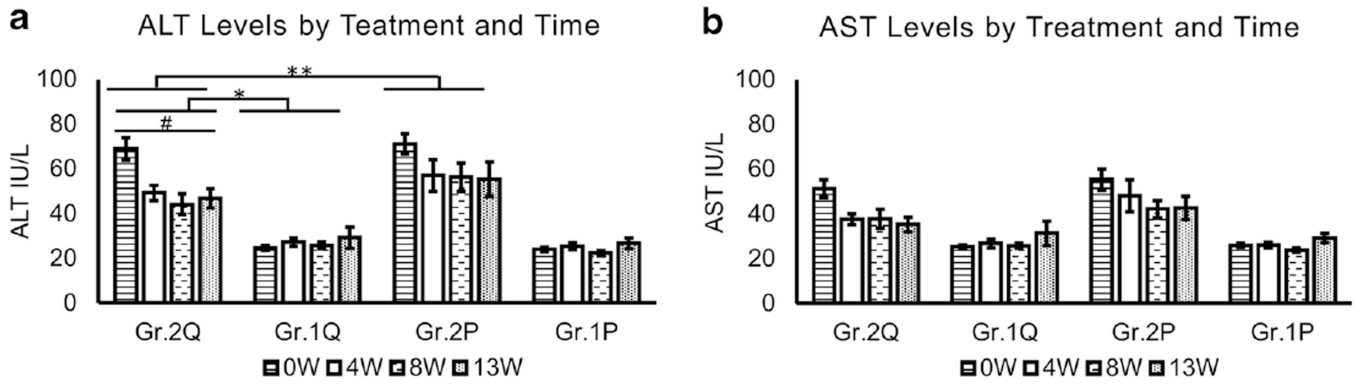 a
ALT Levels by Teatment and Time
ALT IU/L
100
80
60
40
20
0
**
*
#
Gr.2Q Gr.1Q Gr.2P Gr.1P
0W 4W 8W 13W
b
AST Levels by Treatment and Time
AST IU/L
100
80
60
40
20
0
Gr.2Q Gr.1Q Gr.2P Gr.1P
0W 4W 8W 13W